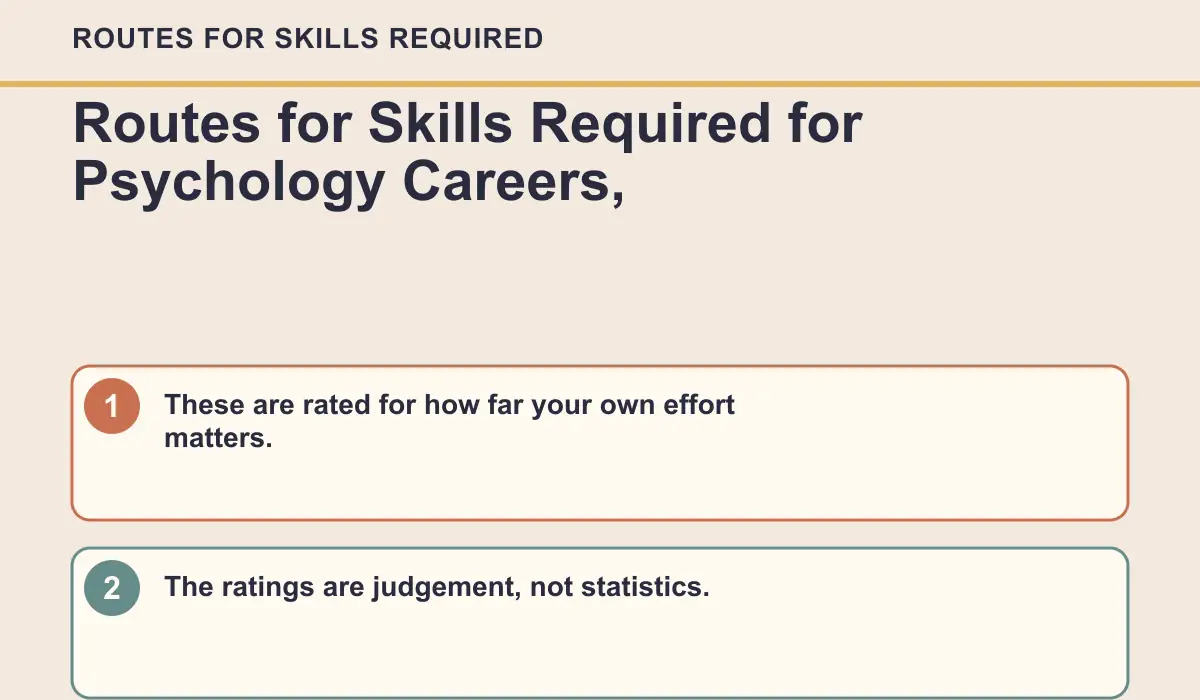 ROUTES FOR SKILLS REQUIRED
Routes for Skills Required for
Psychology Careers,
1
These are rated for how far your own effort
matters.
2
The ratings are judgement, not statistics.